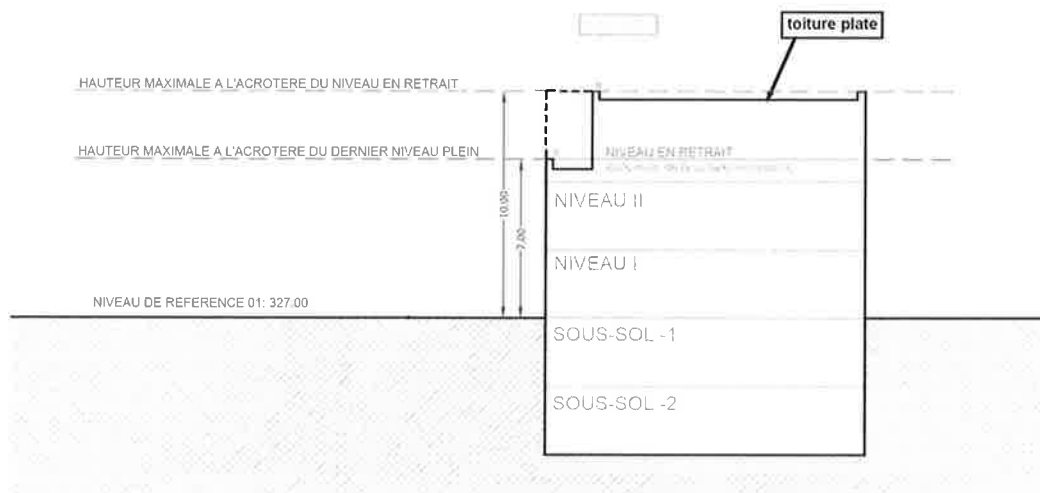 toiture plate
HAUTEUR MAXIMALE A L'ACROTERE DU NIVEAU EN RETRAIT
HAUTEUR MAXIMALE A L'ACROTERE DU DERNIER NIVEAU PLEIN
NIVEAU EN RETRAIT
NIVEAU II
10,00
7,00
NIVEAU I
NIVEAU DE REFERENCE 01: 327.00
SOUS-SOL -1
SOUS-SOL -2